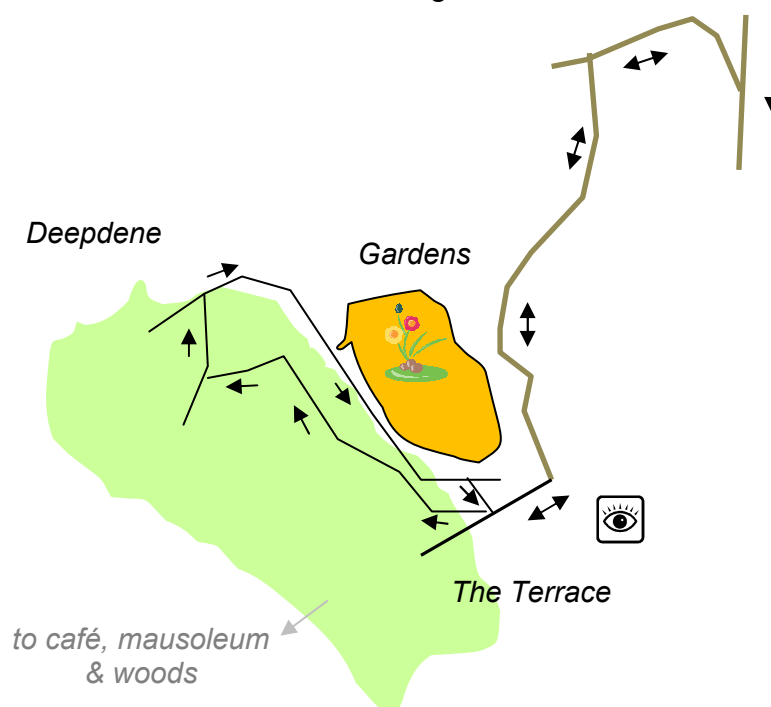 Deepdene
Gardens
The Terrace
to café, mausoleum
& woods